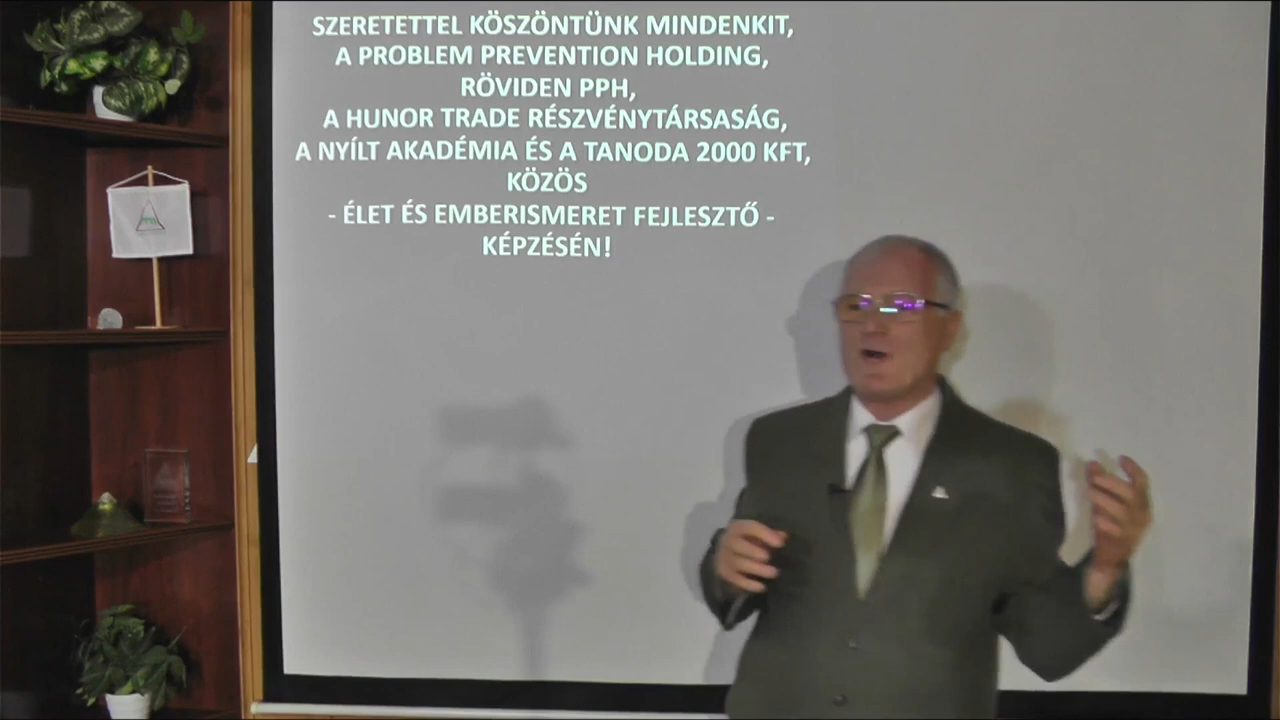 SZERETETTEL KÖSZÖNTÜNK MINDENKIT,
A PROBLEM PREVENTION HOLDING,
RÖVIDEN PPH,
A HUNOR TRADE RÉSZVÉNYTÁRSASÁG,
A NYÍLT AKADÉMIA ÉS A TANODA 2000 KFT,
KÖZÖS
- ÉLET ÉS EMBERISMERET FEJLESZTŐ -
KÉPZÉSÉN!